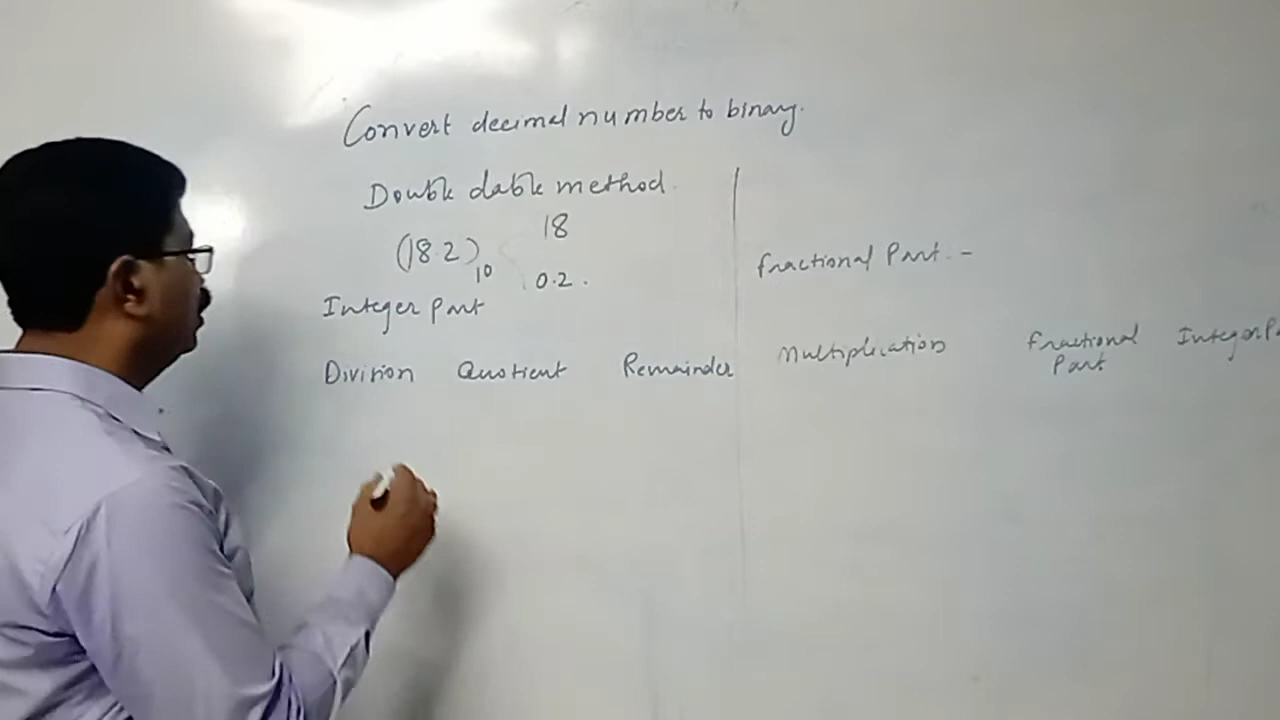 Convert decimal number to binary.
Double dable method.
(18.2)10
18
0.2.
Integer part
Division Quotient Remainder
fractional Part. -
Multiplication fractional Part Integer P